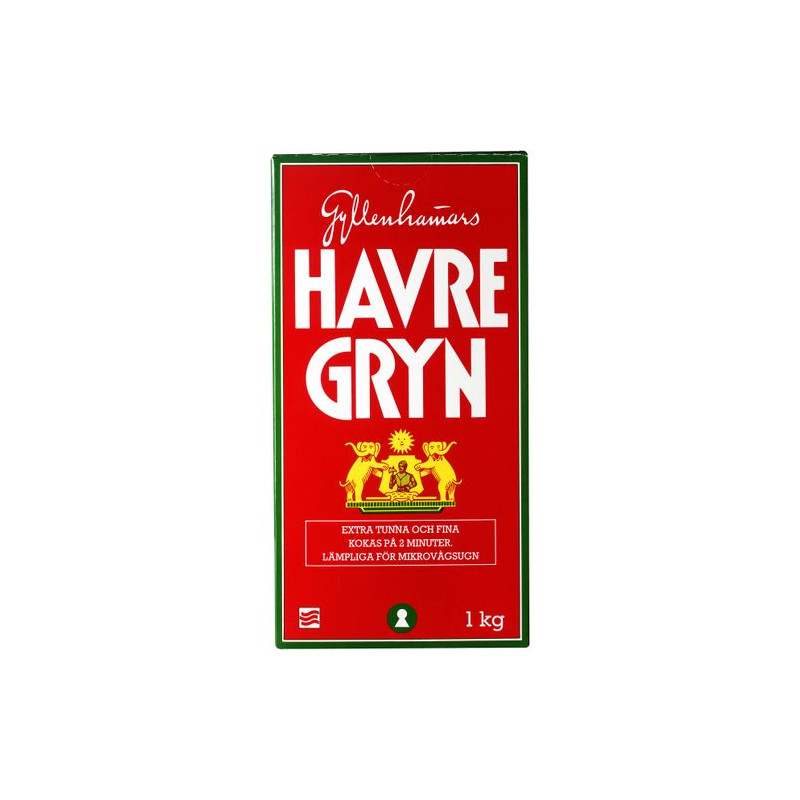 Gyllenhamars
HAVRE
GRYN
EXTRA TUNNA OCH FINA
KOKAS PÅ 2 MINUTER.
LÄMPLIGA FÖR MIKROVÅGSUGN
1 kg